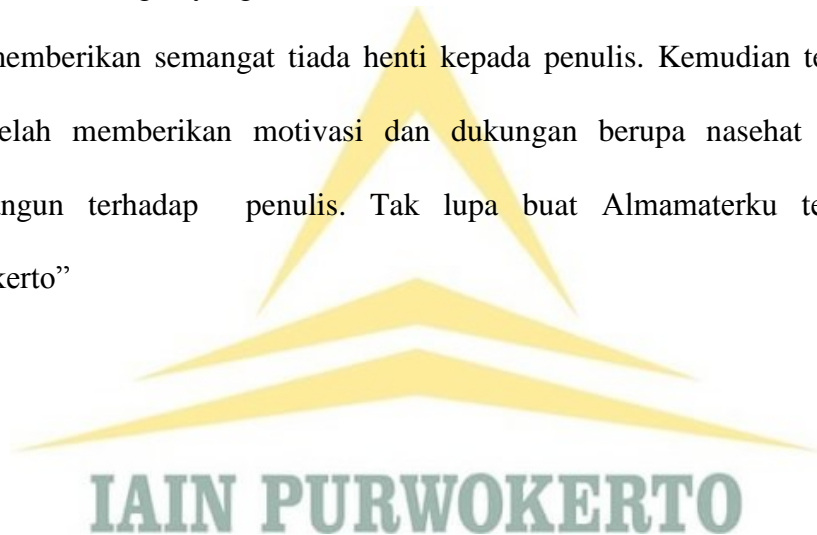 memberikan semangat tiada henti kepada penulis. Kemudian te
elah memberikan motivasi dan dukungan berupa nasehat
angun terhadap penulis. Tak lupa buat Almamaterku te
kerto”
IAIN PURWOKERTO